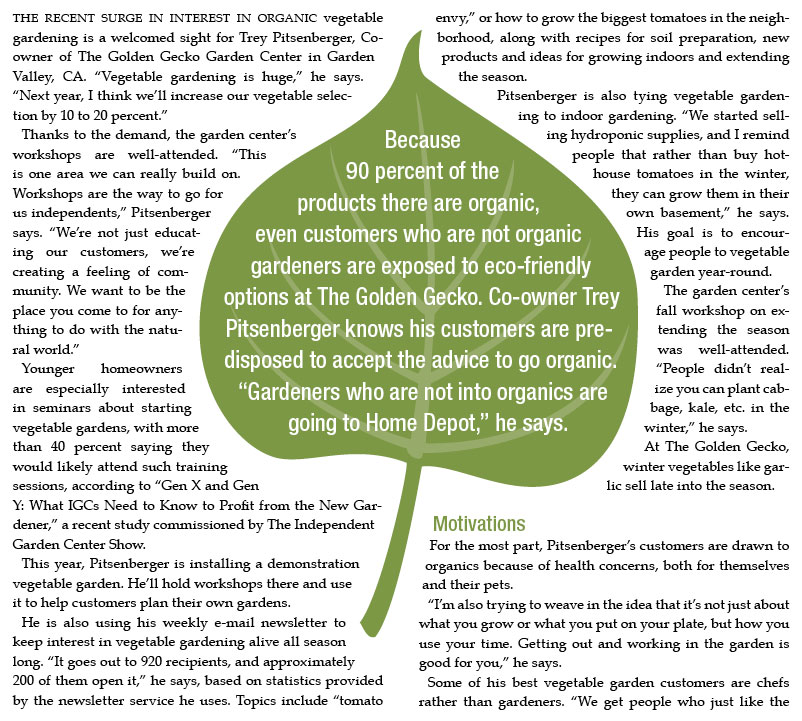 THE RECENT SURGE IN INTEREST IN ORGANIC vegetable
gardening is a welcomed sight for Trey Pitsenberger, Co-
owner of The Golden Gecko Garden Center in Garden
Valley, CA. “Vegetable gardening is huge,” he says.
“Next year, I think we’ll increase our vegetable selec-
tion by 10 to 20 percent.”
Thanks to the demand, the garden center’s
workshops are well-attended. “This
is one area we can really build on.
Workshops are the way to go for
us independents,” Pitsenberger
says. “We’re not just educat-
ing our customers, we’re
creating a feeling of com-
munity. We want to be the
place you come to for any-
thing to do with the natu-
ral world.”
Younger homeowners
are especially interested
in seminars about starting
vegetable gardens, with more
than 40 percent saying they
would likely attend such training
sessions, according to “Gen X and Gen
Y: What IGCs Need to Know to Profit from the New Gar-
dener,” a recent study commissioned by The Independent
Garden Center Show.
This year, Pitsenberger is installing a demonstration
vegetable garden. He’ll hold workshops there and use
it to help customers plan their own gardens.
He is also using his weekly e-mail newsletter to
keep interest in vegetable gardening alive all season
long. “It goes out to 920 recipients, and approximately
200 of them open it,” he says, based on statistics provided
by the newsletter service he uses. Topics include “tomato
Because
90 percent of the
products there are organic,
even customers who are not organic
gardeners are exposed to eco-friendly
options at The Golden Gecko. Co-owner Trey
Pitsenberger knows his customers are pre-
disposed to accept the advice to go organic.
“Gardeners who are not into organics are
going to Home Depot,” he says.
envy,” or how to grow the biggest tomatoes in the neigh-
borhood, along with recipes for soil preparation, new
products and ideas for growing indoors and extending
the season.
Pitsenberger is also tying vegetable garden-
ing to indoor gardening. “We started sell-
ing hydroponic supplies, and I remind
people that rather than buy hot-
house tomatoes in the winter,
they can grow them in their
own basement,” he says.
His goal is to encour-
age people to vegetable
garden year-round.
The garden center’s
fall workshop on ex-
tending the season
was well-attended.
“People didn’t real-
ize you can plant cab-
bage, kale, etc. in the
winter,” he says.
At The Golden Gecko,
winter vegetables like gar-
lic sell late into the season.
Motivations
For the most part, Pitsenberger’s customers are drawn to
organics because of health concerns, both for themselves
and their pets.
“I’m also trying to weave in the idea that it’s not just about
what you grow or what you put on your plate, but how you
use your time. Getting out and working in the garden is
good for you,” he says.
Some of his best vegetable garden customers are chefs
rather than gardeners. “We get people who just like the